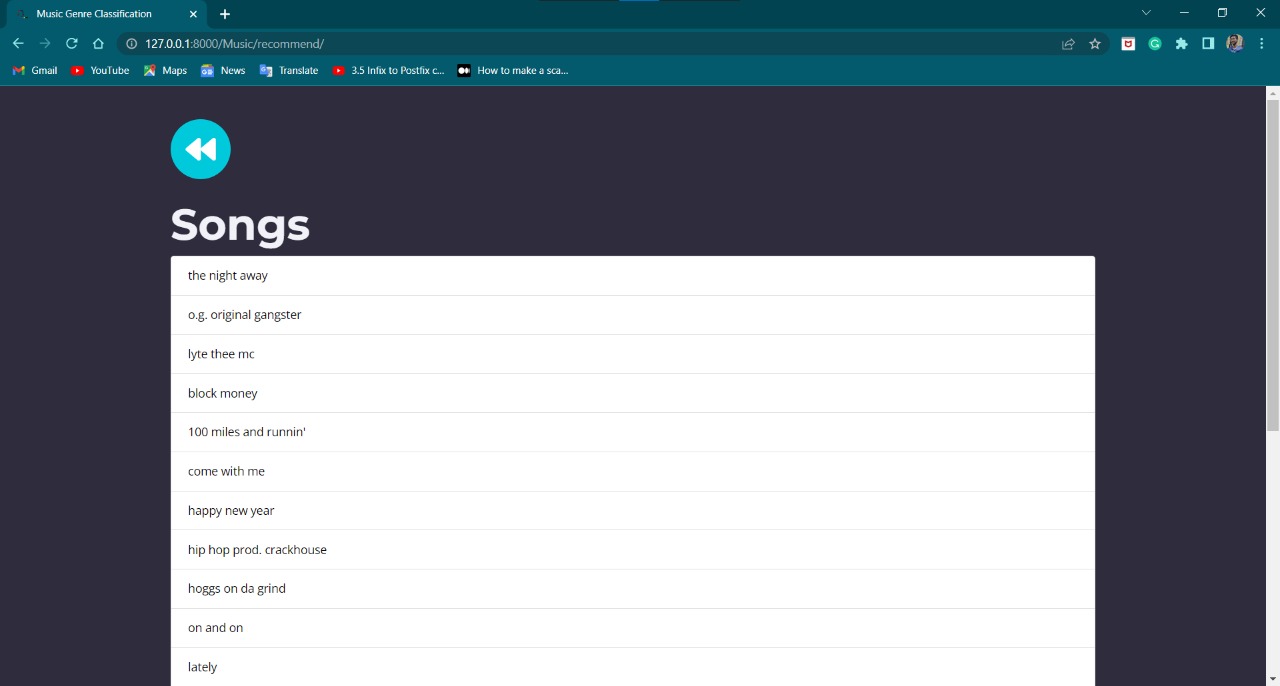 Music Genre Classification
127.0.0.1:8000/Music/recommend/
Gmail YouTube Maps News Translate 3.5 Infix to Postfix c... How to make a sca...
Songs
the night away
o.g. original gangster
lyte thee mc
block money
100 miles and runnin'
come with me
happy new year
hip hop prod. crackhouse
hoggs on da grind
on and on
lately